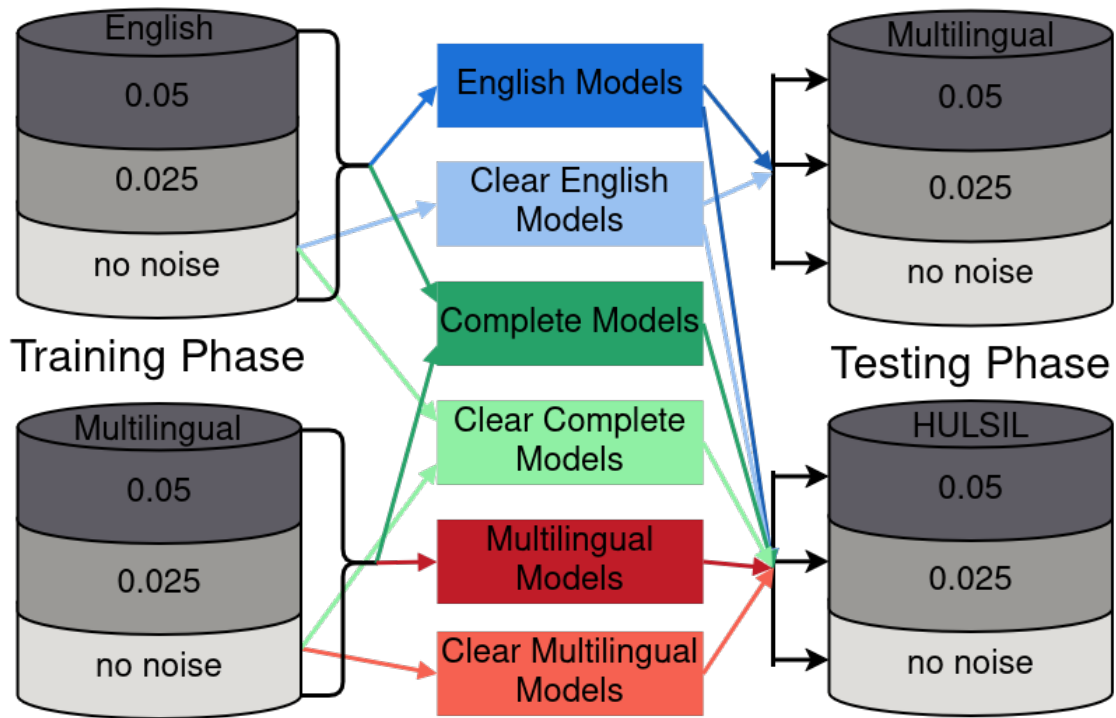 English
0.05
0.025
no noise
Training Phase
Multilingual
0.05
0.025
no noise
English Models
Clear English
Models
Complete Models
Clear Complete
Models
Multilingual
Models
Clear Multilingual
Models
Multilingual
0.05
0.025
no noise
Testing Phase
HULSIL
0.05
0.025
no noise